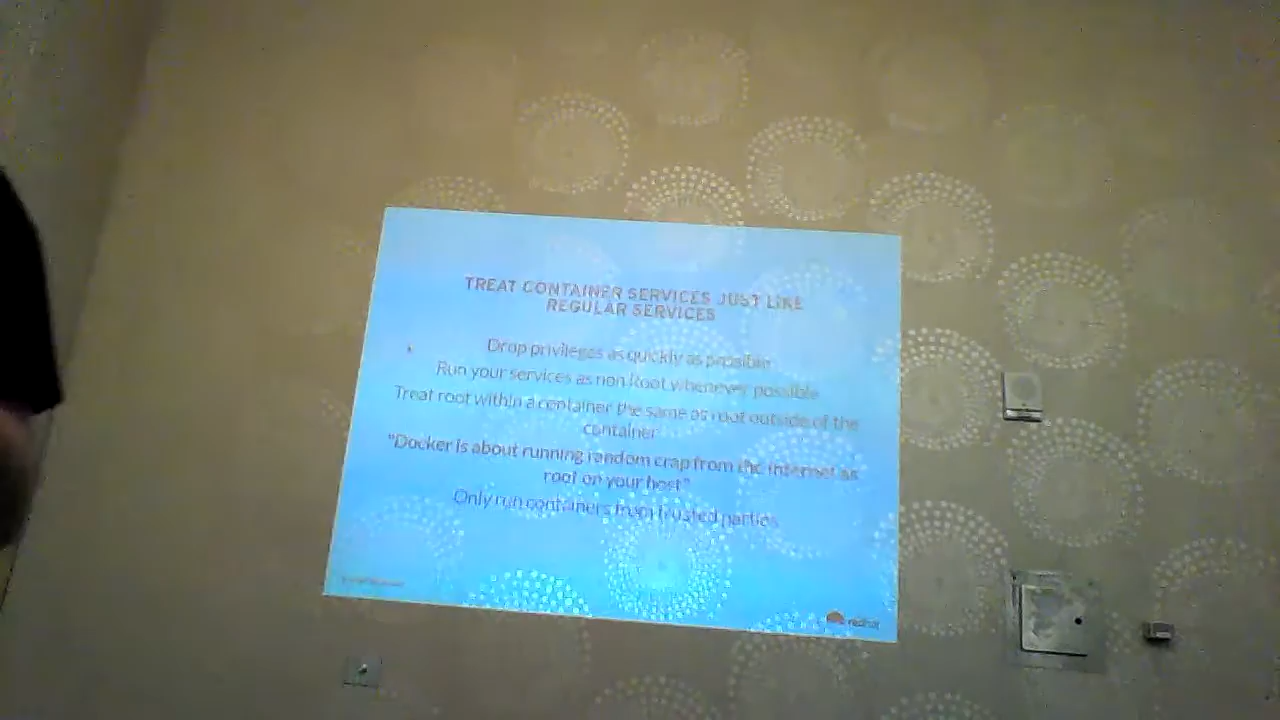 TREAT CONTAINER SERVICES JUST LIKE
REGULAR SERVICES
Drop privileges as quickly as possible
Run your services as non Root whenever possible
Treat root within a container the same as root outside of the
container
"Docker is about running random crap from the internet as
root on your host"
Only run containers from trusted parties
redhat